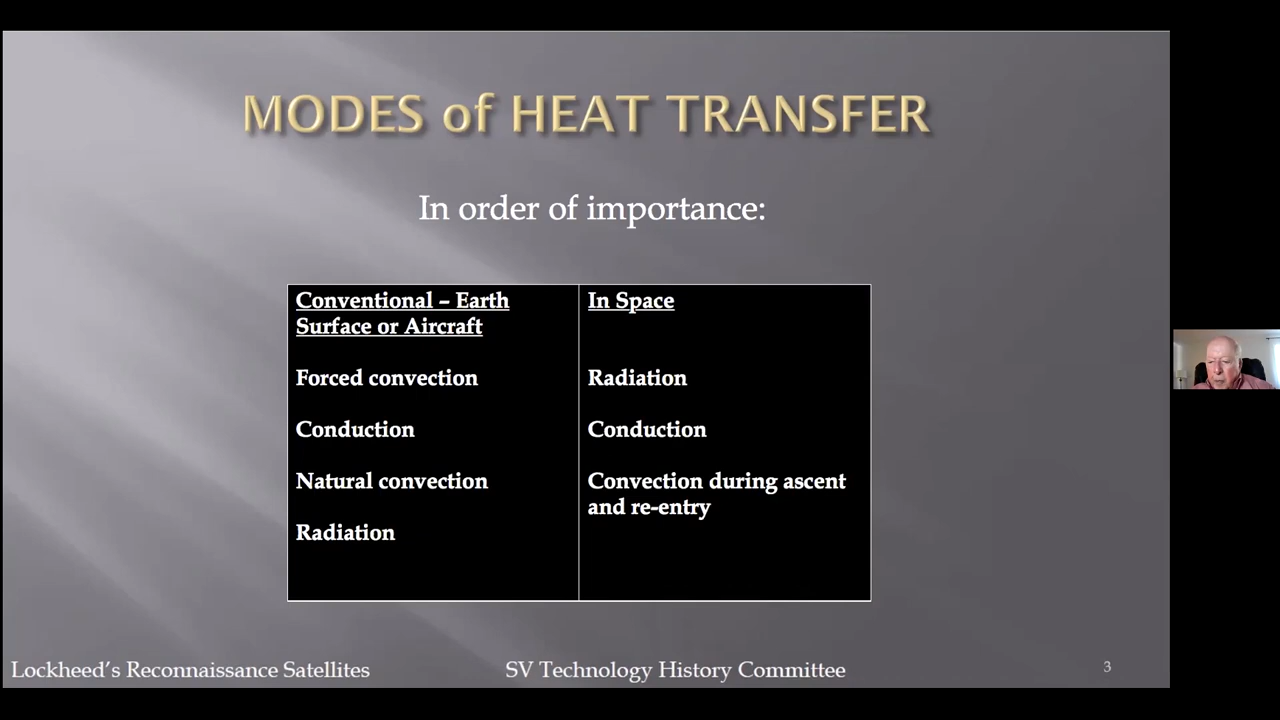 MODES of HEAT TRANSFER
In order of importance:
Conventional – Earth
Surface or Aircraft
Forced convection
Conduction
Natural convection
Radiation
In Space
Radiation
Conduction
Convection during ascent
and re-entry
Lockheed's Reconnaissance Satellites
SV Technology History Committee
3